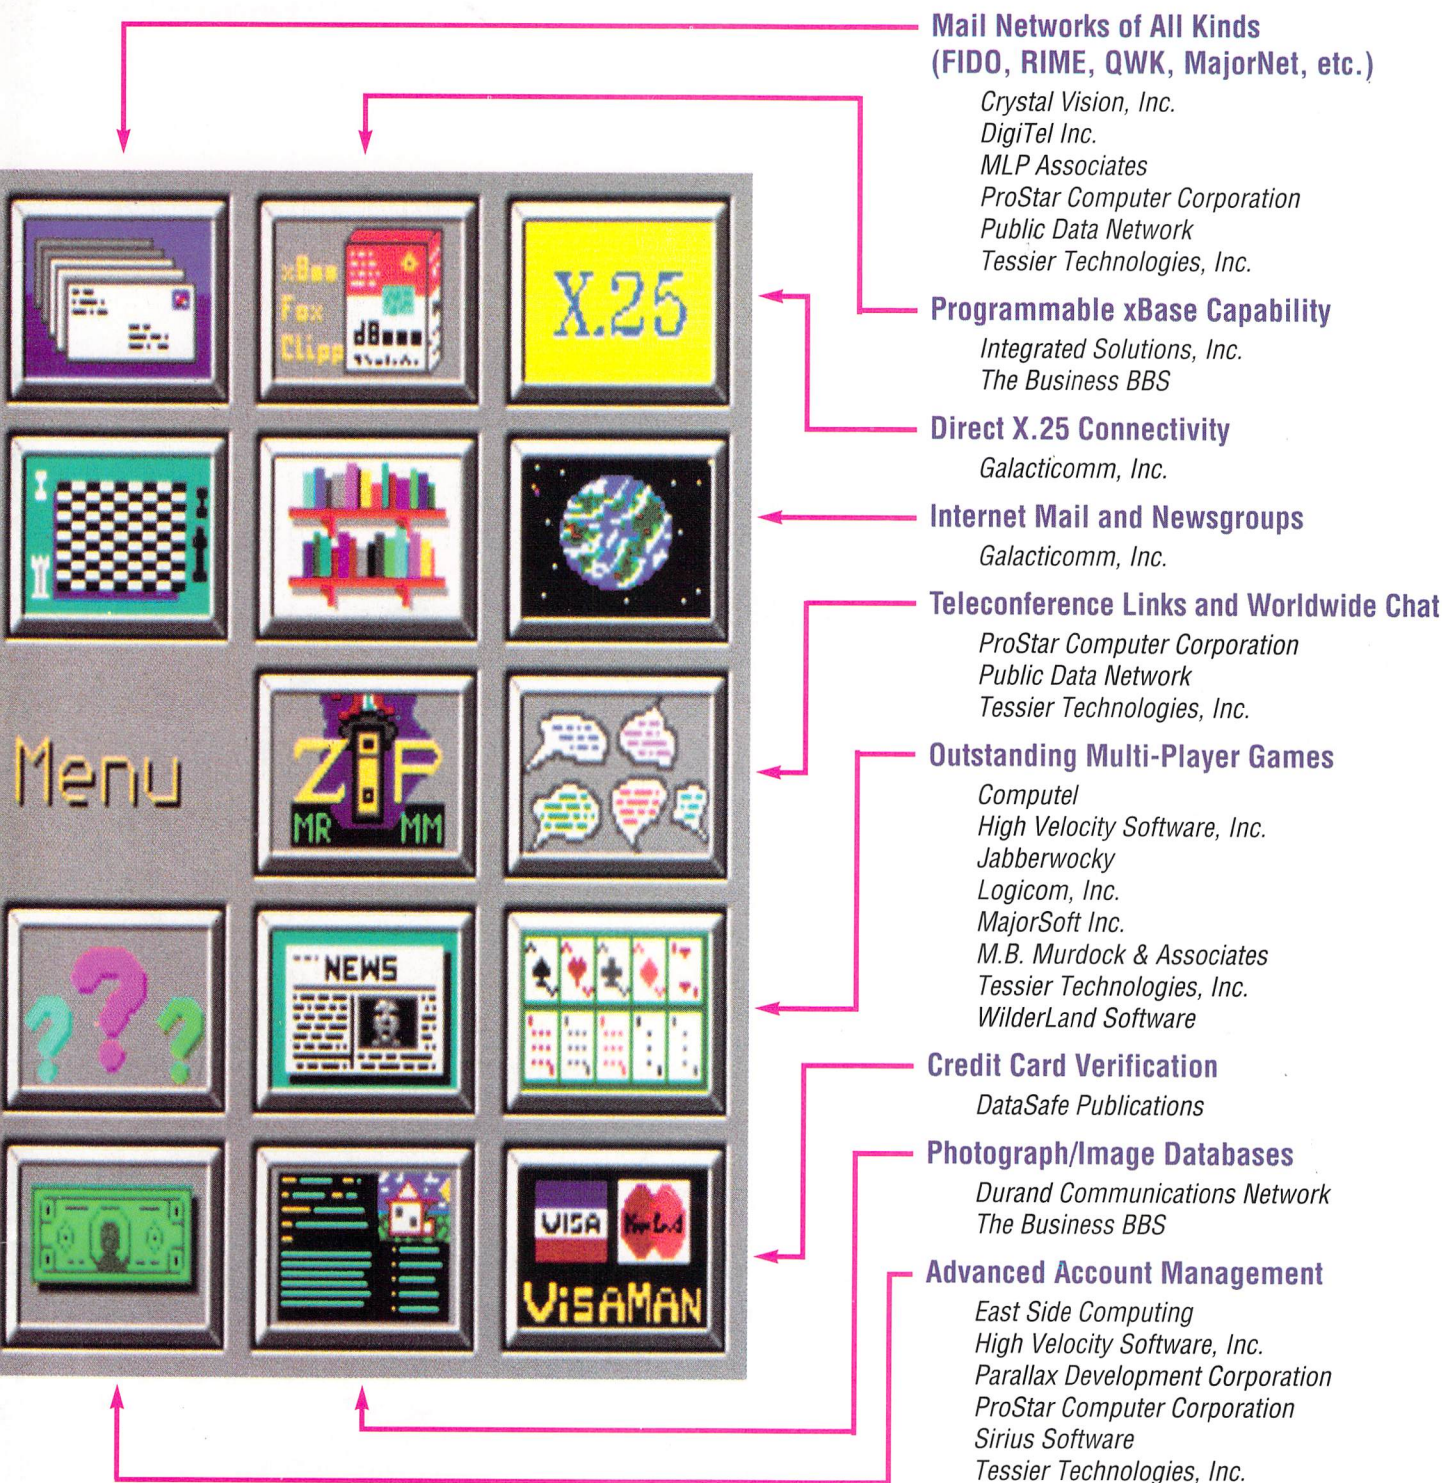 Mail Networks of All Kinds
(FIDO, RIME, QWK, MajorNet, etc.)
Crystal Vision, Inc.
DigiTel Inc.
MLP Associates
ProStar Computer Corporation
Public Data Network
Tessier Technologies, Inc.
Programmable xBase Capability
Integrated Solutions, Inc.
The Business BBS
Direct X.25 Connectivity
Galacticomm, Inc.
Internet Mail and Newsgroups
Galacticomm, Inc.
Teleconference Links and Worldwide Chat
ProStar Computer Corporation
Public Data Network
Tessier Technologies, Inc.
Outstanding Multi-Player Games
Computel
High Velocity Software, Inc.
Jabberwocky
Logicom, Inc.
MajorSoft Inc.
M.B. Murdock & Associates
Tessier Technologies, Inc.
WilderLand Software
Credit Card Verification
DataSafe Publications
Photograph/Image Databases
Durand Communications Network
The Business BBS
Advanced Account Management
East Side Computing
High Velocity Software, Inc.
Parallax Development Corporation
ProStar Computer Corporation
Sirius Software
Tessier Technologies, Inc.
Fox
Clipp
X.25
Menu
ZIP
MR MM
NEWS
VISA
ViSAMAN